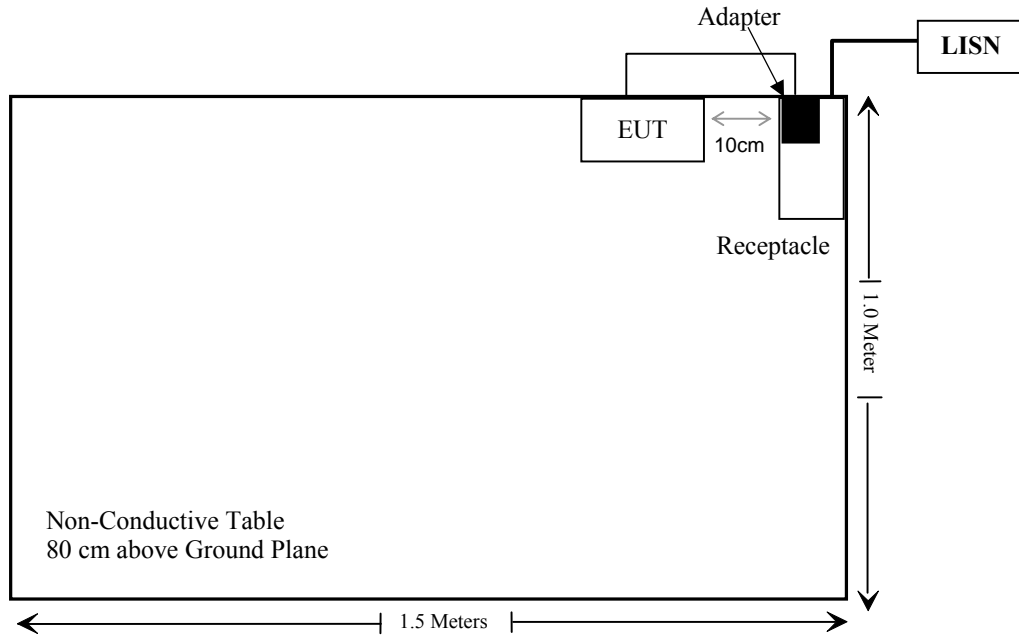 Adapter
LISN
EUT
10cm
Receptacle
1.0 Meter
Non-Conductive Table
80 cm above Ground Plane
1.5 Meters